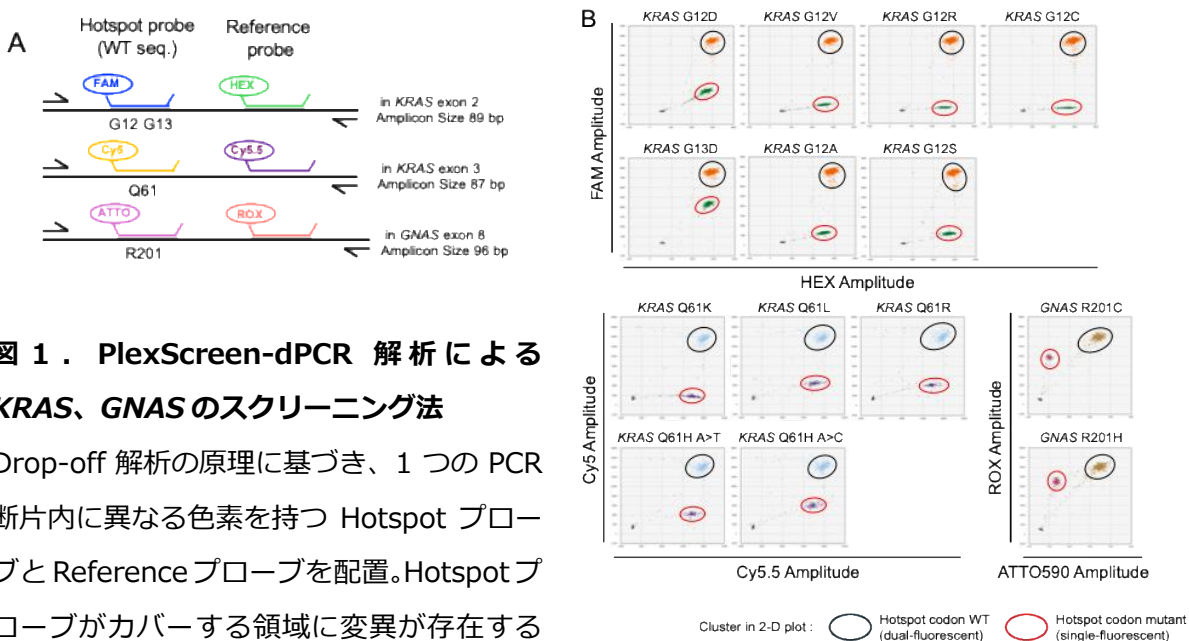 A
Hotspot probe
(WT seq.)
Reference
probe
FAM
HEX
G12 G13
in KRAS exon 2
Amplicon Size 89 bp
Cy5
Cy5.5
Q61
in KRAS exon 3
Amplicon Size 87 bp
ATTO
ROX
R201
in GNAS exon 8
Amplicon Size 96 bp
図 1 . PlexScreen-dPCR 解析による
KRAS、GNAS のスクリーニング法
Drop-off 解析の原理に基づき、1 つの PCR
断片内に異なる色素を持つ Hotspot プロー
ブと Reference プローブを配置。Hotspot プ
ローブがカバーする領域に変異が存在する
B
KRAS G12D
KRAS G12V
KRAS G12R
KRAS G12C
KRAS G13D
KRAS G12A
KRAS G12S
FAM Amplitude
HEX Amplitude
KRAS Q61K
KRAS Q61L
KRAS Q61R
KRAS Q61H A>T
KRAS Q61H A>C
Cy5 Amplitude
Cy5.5 Amplitude
GNAS R201C
GNAS R201H
ROX Amplitude
ATTO590 Amplitude
Cluster in 2-D plot :
Hotspot codon WT
(dual-fluorescent)
Hotspot codon mutant
(single-fluorescent)